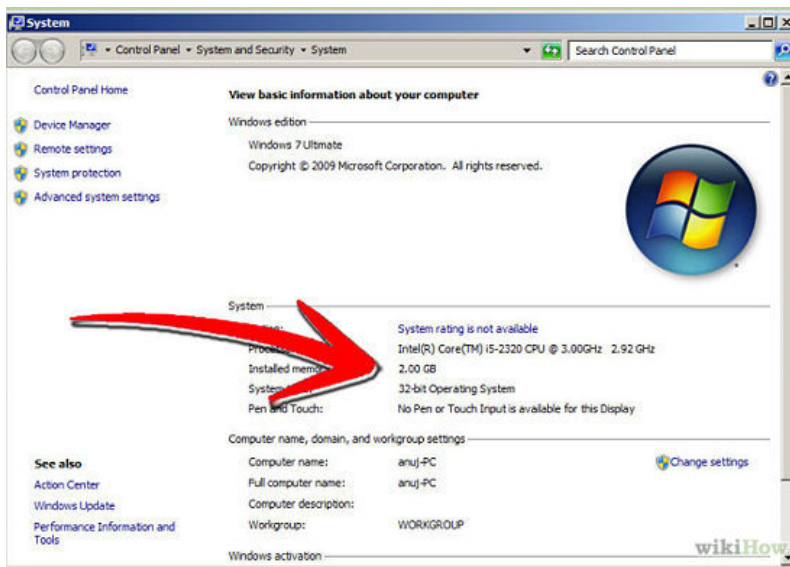 System
Control Panel
System and Security
System
Search Control Panel
Control Panel Home
Device Manager
Remote settings
System protection
Advanced system settings
View basic information about your computer
Windows edition
Windows 7 Ultimate
Copyright © 2009 Microsoft Corporation. All rights reserved.
System
System rating is not available
Intel(R) Core(TM) i5-2320 CPU @ 3.00GHz 2.92 GHz
Installed
2.00 GB
32-bit Operating System
Pen and Touch:
No Pen or Touch Input is available for this Display
Computer name, domain, and workgroup settings
Computer name:
anuj-PC
Change settings
Full computer name:
anuj-PC
Computer description:
Workgroup:
WORKGROUP
Windows activation
See also
Action Center
Windows Update
Performance Information and
Tools
wikiHow